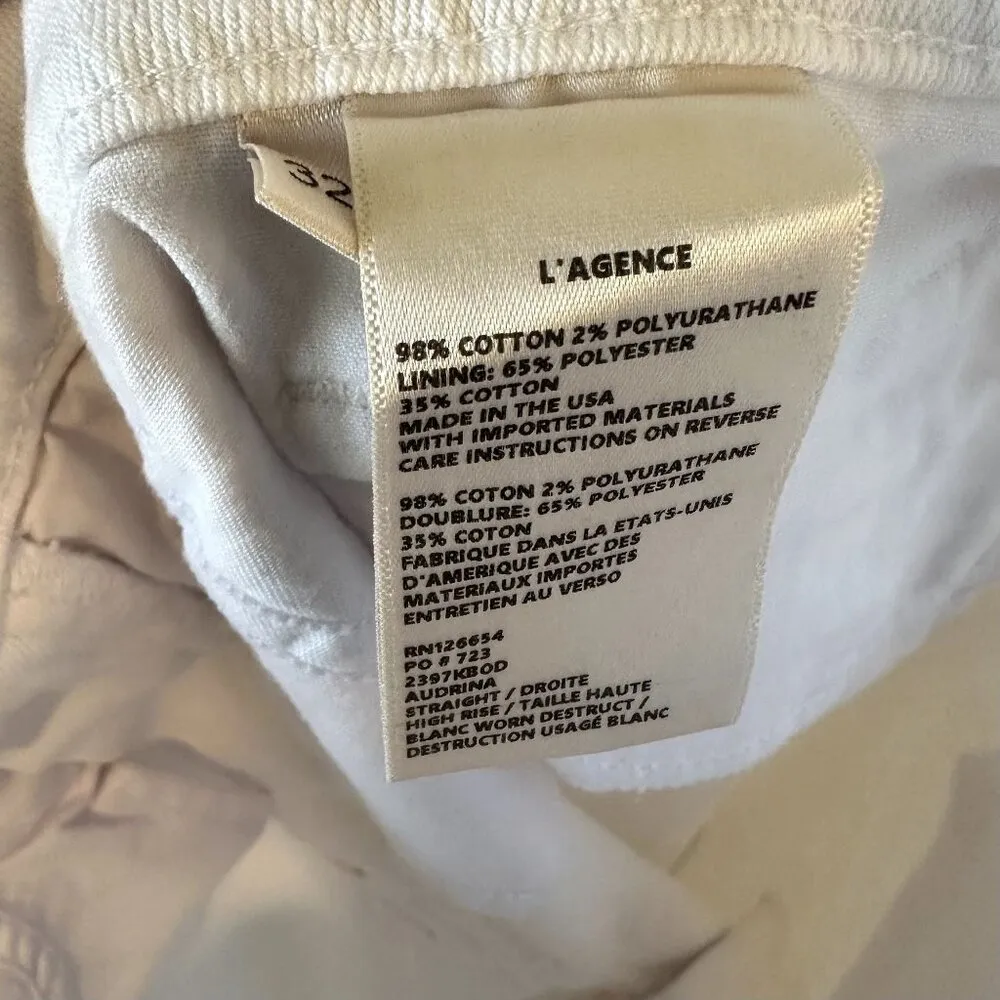 32
L'AGENCE
98% COTTON 2% POLYURATHANE
LINING: 65% POLYESTER
35% COTTON
MADE IN THE USA
WITH IMPORTED MATERIALS
CARE INSTRUCTIONS ON REVERSE
98% COTON 2% POLYURATHANE
DOUBLURE: 65% POLYESTER
35% COTON
FABRIQUE DANS LA ETATS-UNIS
D'AMERIQUE AVEC DES
MATERIAUX IMPORTES
ENTRETIEN AU VERSO
RN126654
PO # 723
2397KBOD
AUDRINA
STRAIGHT / DROITE
HIGH RISE / TAILLE HAUTE
BLANC WORN DESTRUCT /
DESTRUCTION USAGÉ BLANC